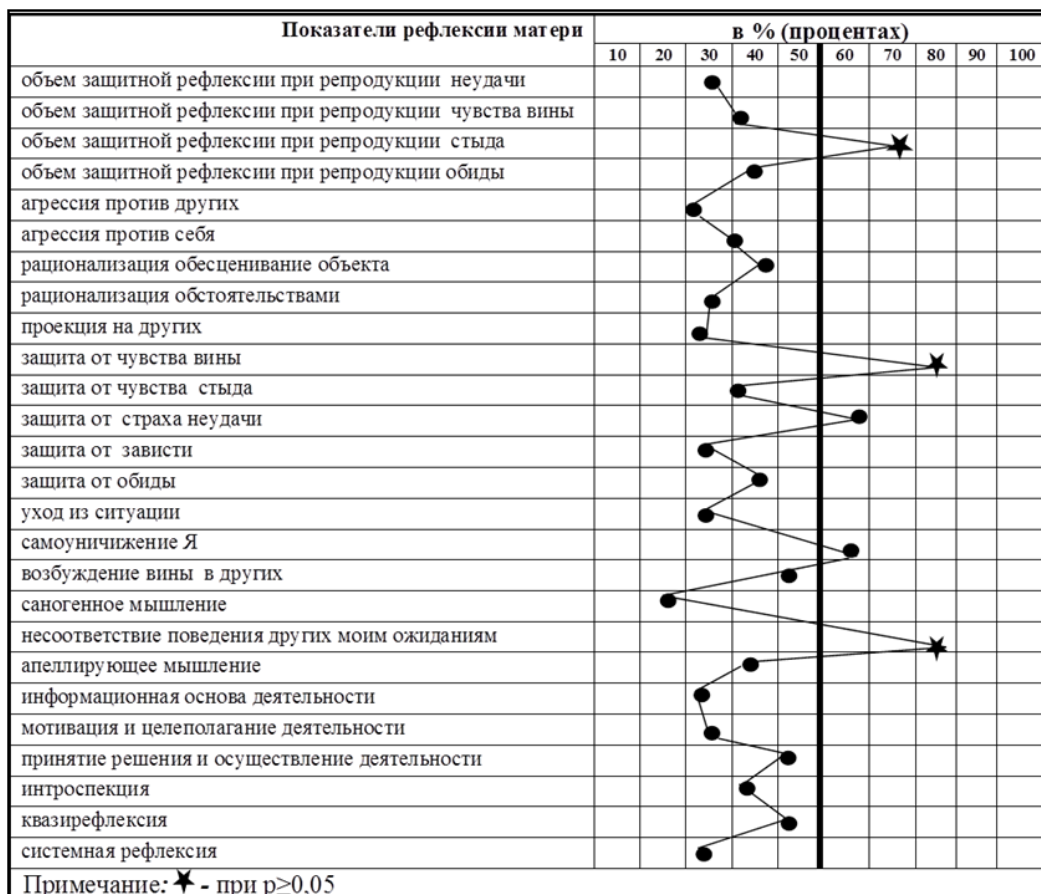 Показатели рефлексии матери
в % (процентах)
10 20 30 40 50 60 70 80 90 100
объем защитной рефлексии при репродукции неудачи
объем защитной рефлексии при репродукции чувства вины
объем защитной рефлексии при репродукции стыда
объем защитной рефлексии при репродукции обиды
агрессия против других
агрессия против себя
рационализация обесценивание объекта
рационализация обстоятельствами
проекция на других
защита от чувства вины
защита от чувства стыда
защита от страха неудачи
защита от зависти
защита от обиды
уход из ситуации
самоуничижение Я
возбуждение вины в других
саногенное мышление
несоответствие поведения других моим ожиданиям
апеллирующее мышление
информационная основа деятельности
мотивация и целеполагание деятельности
принятие решения и осуществление деятельности
интроспекция
квазирефлексия
системная рефлексия
Примечание: ★ - при p≥0,05